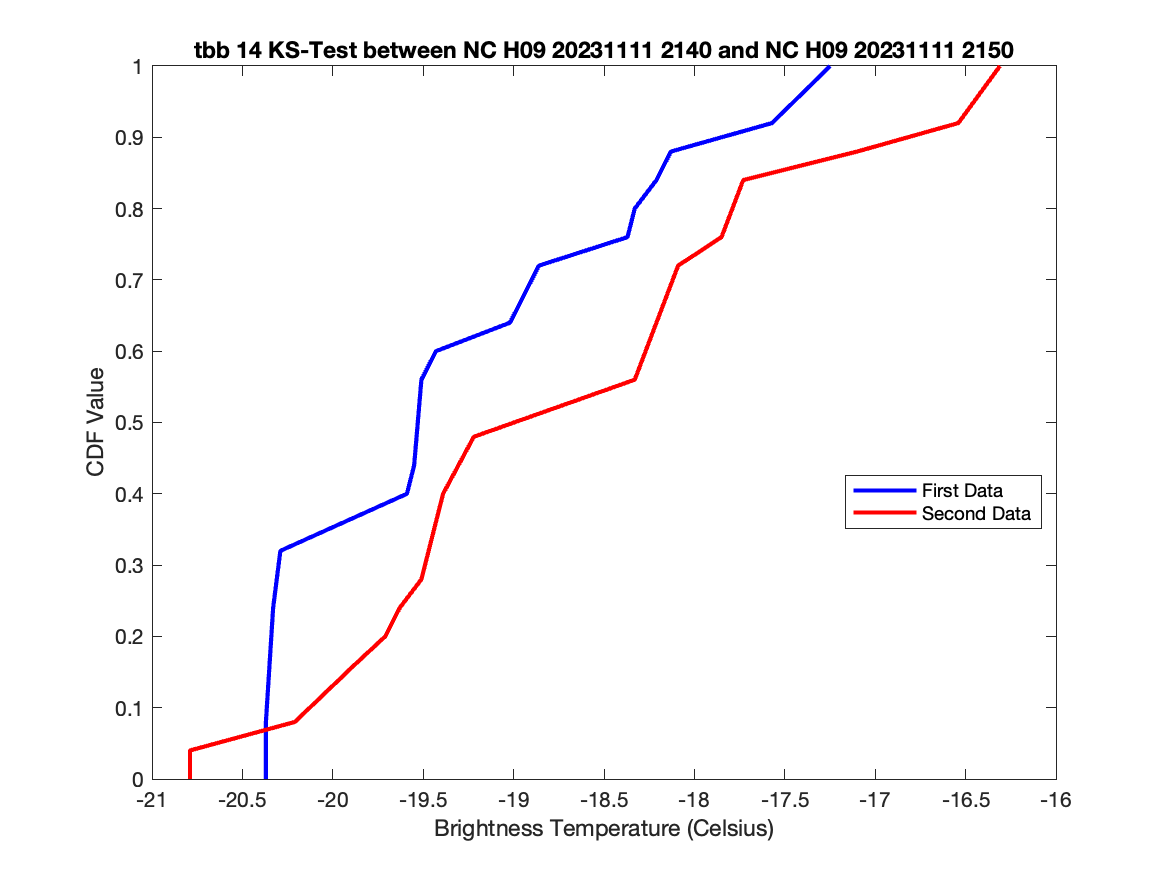 tbb 14 KS-Test between NC H09 20231111 2140 and NC H09 20231111 2150
1
0.9
0.8
0.7
0.6
0.5
0.4
0.3
0.2
0.1
0
CDF Value
First Data
Second Data
-21 -20.5 -20 -19.5 -19 -18.5 -18 -17.5 -17 -16.5 -16
Brightness Temperature (Celsius)